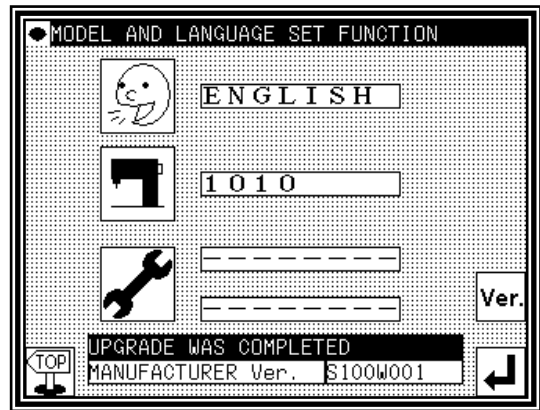 MODEL AND LANGUAGE SET FUNCTION
ENGLISH
1010
--------
--------
Ver.
UPGRADE WAS COMPLETED
TOP
MANUFACTURER Ver. S100W001